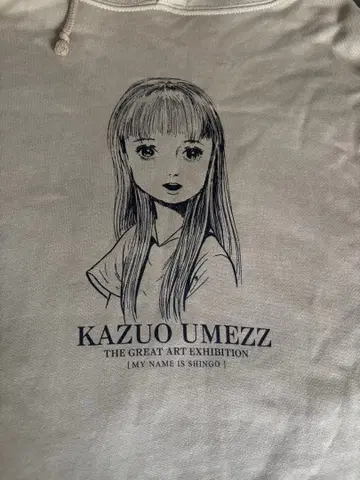 KAZUO UMEZZ
THE GREAT ART EXHIBITION
[ MY NAME IS SHINGO ]